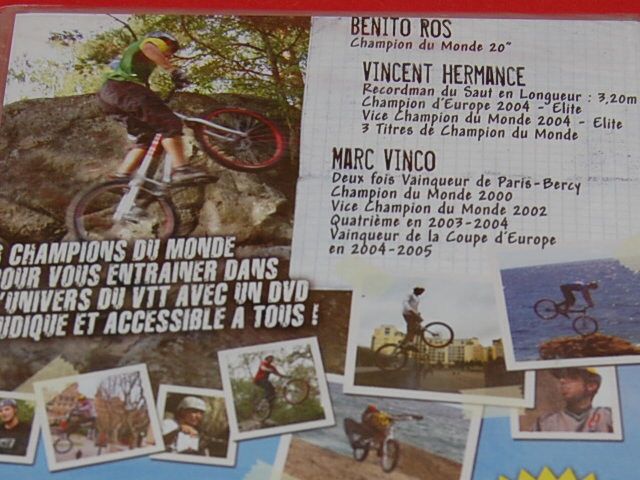 BENITO ROS
Champion du Monde 20"
VINCENT HERMANCE
Recordman du Saut en Longueur : 3,20m
Champion d'Europe 2004 - Elite
Vice Champion du Monde 2004 - Elite
3 Titres de Champion du Monde
MARC VINCO
Deux fois Vainqueur de Paris-Bercy
Champion du Monde 2000
Vice Champion du Monde 2002
Quatrième en 2003-2004
Vainqueur de la Coupe d'Europe
en 2004-2005
S CHAMPIONS DU MONDE
POUR VOUS ENTRAINER DANS
L'UNIVERS DU VTT AVEC UN DVD
UDIQUE ET ACCESSIBLE A TOUS !